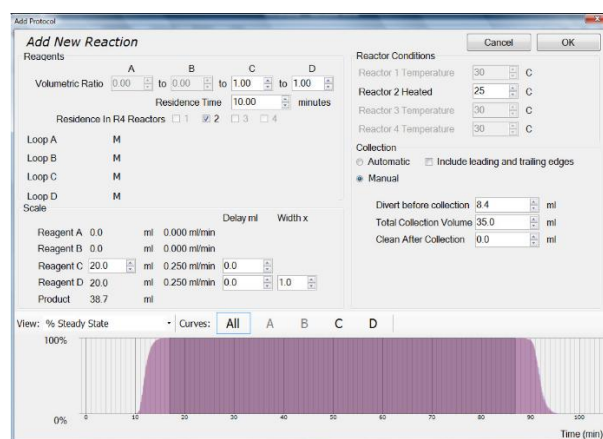 Add Protocol
Add New Reaction
Cancel OK
Reagents
A B C D
Volumetric Ratio 0.00 to 0.00 to 1.00 to 1.00
Residence Time 10.00 minutes
Residence In R4 Reactors 1 2 3 4
Loop A M
Loop B M
Loop C M
Loop D M
Scale
Delay ml Width x
Reagent A 0.0 ml 0.000 ml/min
Reagent B 0.0 ml 0.000 ml/min
Reagent C 20.0 ml 0.250 ml/min 0.0
Reagent D 20.0 ml 0.250 ml/min 0.0 1.0
Product 38.7 ml
Reactor Conditions
Reactor 1 Temperature 30 C
Reactor 2 Heated 25 C
Reactor 3 Temperature 30 C
Reactor 4 Temperature 30 C
Collection
Automatic Include leading and trailing edges
Manual
Divert before collection 8.4 ml
Total Collection Volume 35.0 ml
Clean After Collection 0.0 ml
View: % Steady State Curves: All A B C D
100%
0%
0 10 20 30 40 50 60 70 80 90 100
Time (min)